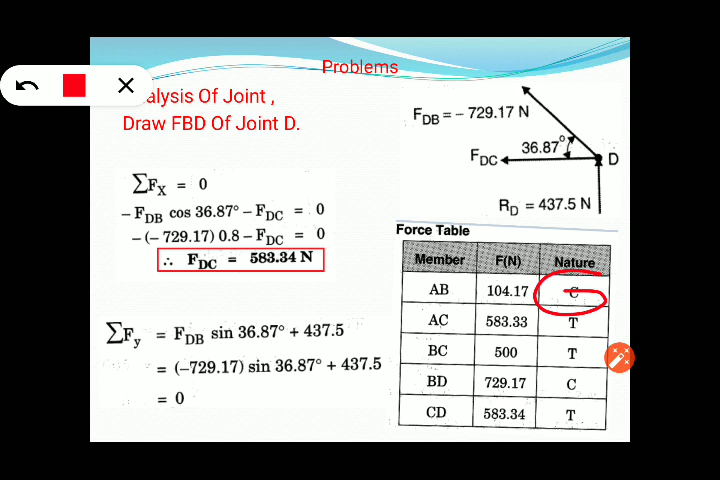 Problems
alysis Of Joint ,
Draw FBD Of Joint D.
∑FX = 0
– FDB cos 36.87° – FDC = 0
– (– 729.17) 0.8 – FDC = 0
∴ FDC = 583.34 N
∑Fy = FDB sin 36.87° + 437.5
= (–729.17) sin 36.87° + 437.5
= 0
FDB = – 729.17 N
36.87°
FDC
D
RD = 437.5 N
Force Table
Member F(N) Nature
AB 104.17 C
AC 583.33 T
BC 500 T
BD 729.17 C
CD 583.34 T